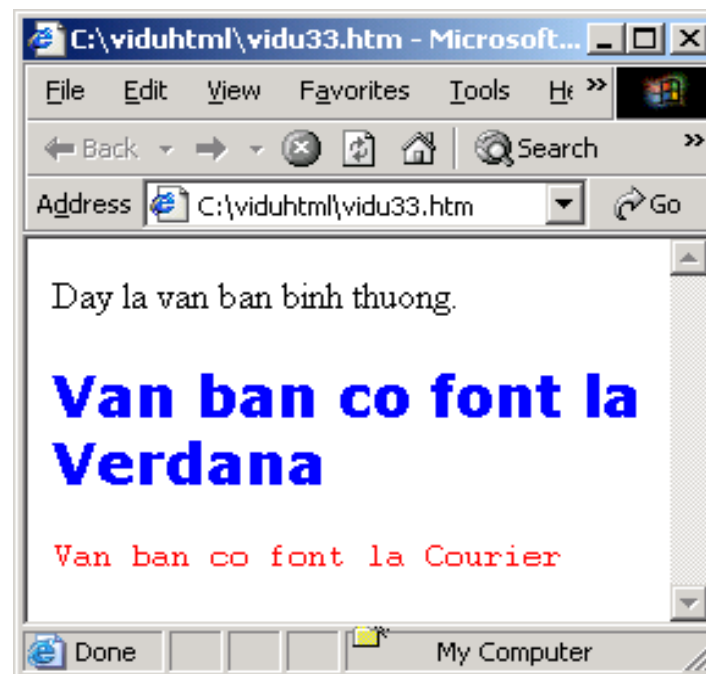 C:\viduhtml\vidu33.htm - Microsoft...
File Edit View Favorites Tools He »
Back Search »
Address C:\viduhtml\vidu33.htm Go
Day la van ban binh thuong.
Van ban co font la
Verdana
Van ban co font la Courier
Done My Computer